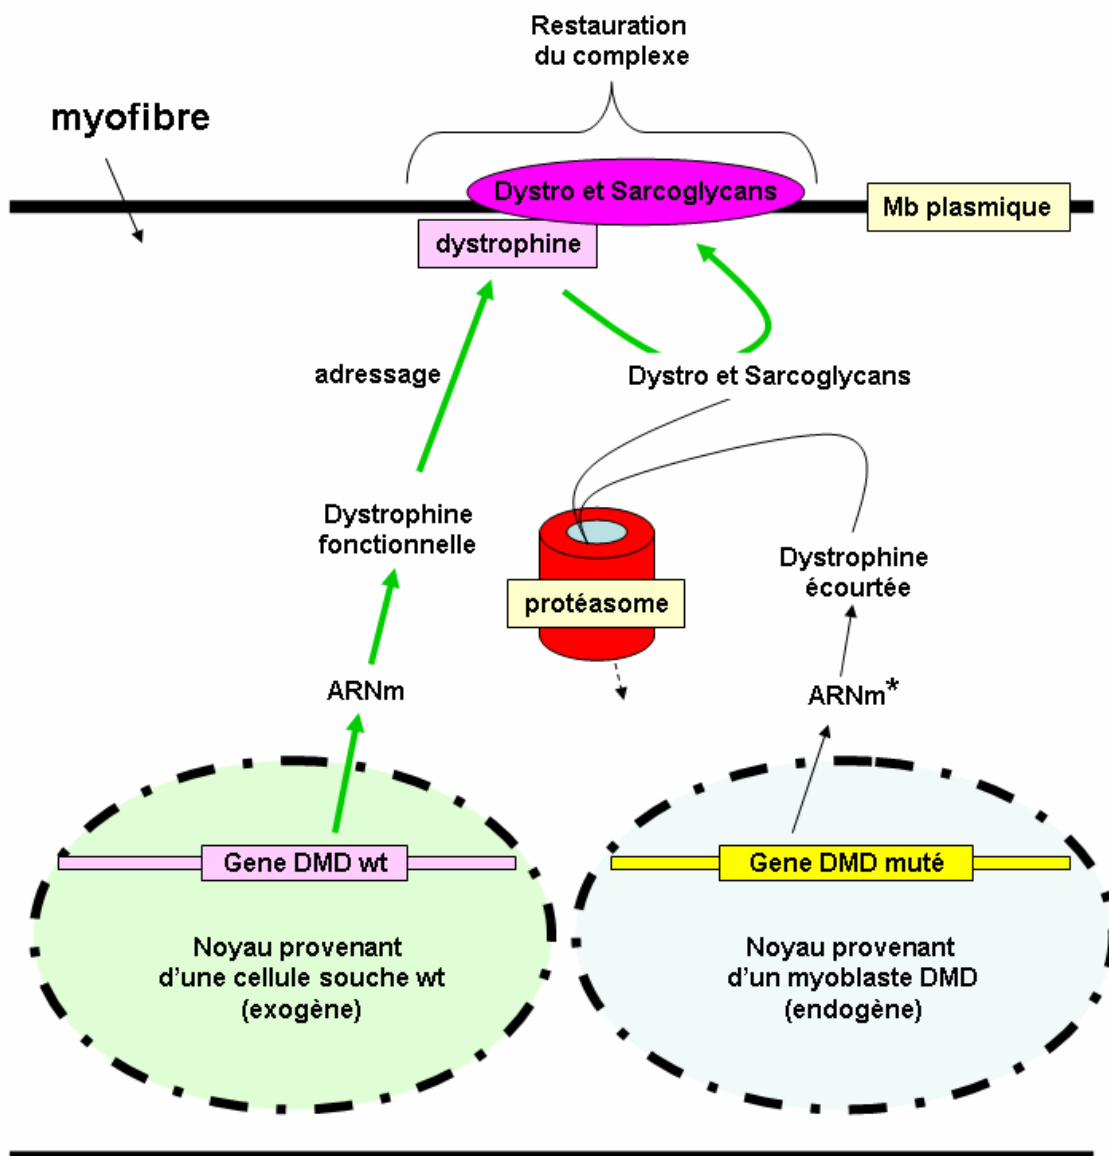 Restauration
du complexe
myofibre
Dystro et Sarcoglycans
Mb plasmique
dystrophine
adressage
Dystro et Sarcoglycans
Dystrophine
fonctionnelle
Dystrophine
écourtée
protéasome
ARNm
ARNm*
Gene DMD wt
Gene DMD muté
Noyau provenant
d'une cellule souche wt
(exogène)
Noyau provenant
d'un myoblaste DMD
(endogène)